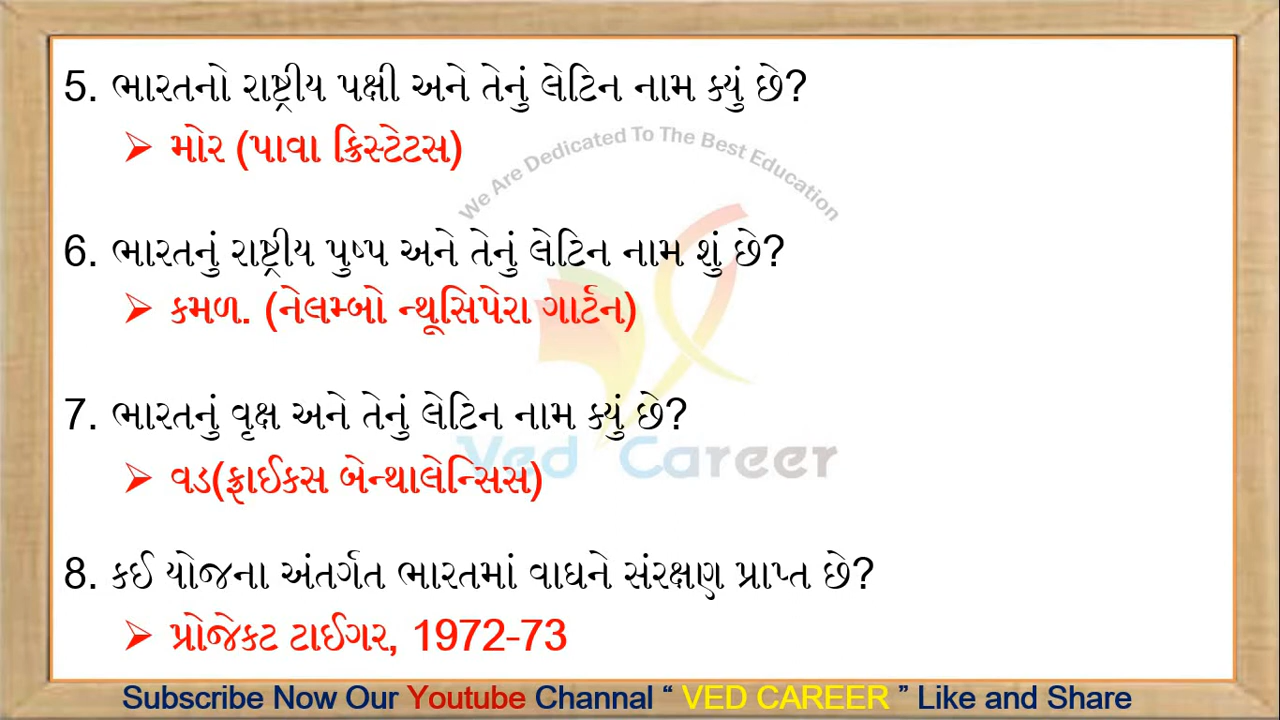 5. ભારતનો રાષ્ટ્રીય પક્ષી અને તેનું લેટિન નામ ક્યું છે?
➢ મોર (પાવા ક્રિસ્ટેટસ)
We Are Dedicated To The Best Education
6. ભારતનું રાષ્ટ્રીય પુષ્પ અને તેનું લેટિન નામ શું છે?
➢ કમળ. (નેલમ્બો ન્થૂસિપેરા ગાર્ટન)
7. ભારતનું વૃક્ષ અને તેનું લેટિન નામ ક્યું છે?
Ved Career
➢ વડ(ફ્રાઈકસ બેન્થાલેન્સિસ)
8. કઈ યોજના અંતર્ગત ભારતમાં વાઘને સંરક્ષણ પ્રાપ્ત છે?
➢ પ્રોજેક્ટ ટાઈગર, 1972-73
Subscribe Now Our Youtube Channal “ VED CAREER ” Like and Share